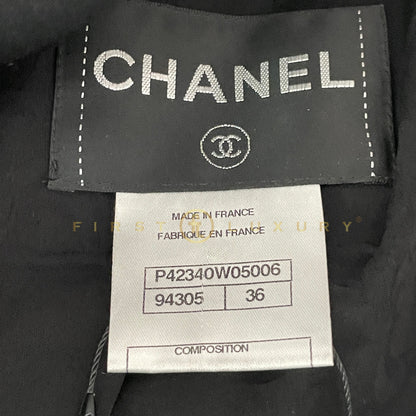 CHANEL
MADE IN FRANCE
FIRST LUXURY®
FABRIQUE EN FRANCE
P42340W05006
94305 36
COMPOSITION